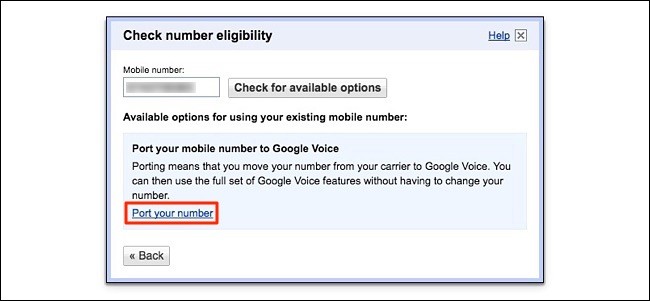 Check number eligibility
Help
Mobile number:
Check for available options
Available options for using your existing mobile number:
Port your mobile number to Google Voice
Porting means that you move your number from your carrier to Google Voice. You
can then use the full set of Google Voice features without having to change your
number.
Port your number
« Back